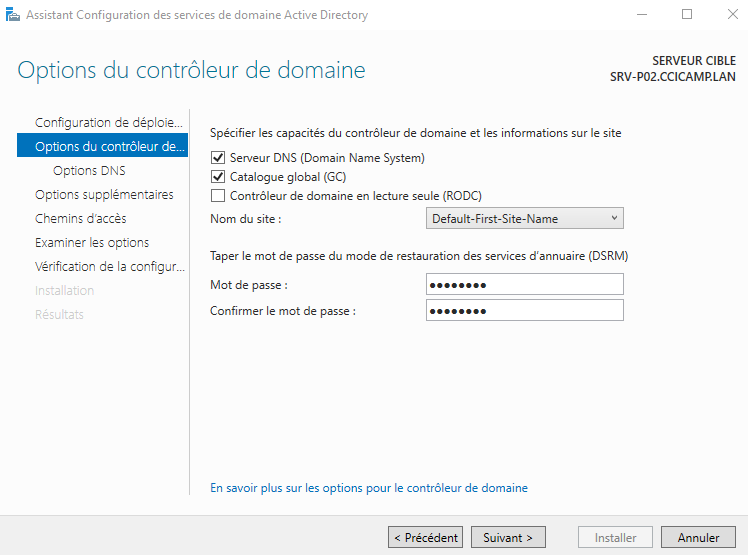 Assistant Configuration des services de domaine Active Directory
Options du contrôleur de domaine
SERVEUR CIBLE
SRV-P02.CCICAMP.LAN
Configuration de déploie...
Options du contrôleur de...
Options DNS
Options supplémentaires
Chemins d'accès
Examiner les options
Vérification de la configur...
Installation
Résultats
Spécifier les capacités du contrôleur de domaine et les informations sur le site
Serveur DNS (Domain Name System)
Catalogue global (GC)
Contrôleur de domaine en lecture seule (RODC)
Nom du site : Default-First-Site-Name
Taper le mot de passe du mode de restauration des services d'annuaire (DSRM)
Mot de passe : ●●●●●●●●
Confirmer le mot de passe : ●●●●●●●●
En savoir plus sur les options pour le contrôleur de domaine
< Précédent Suivant > Installer Annuler